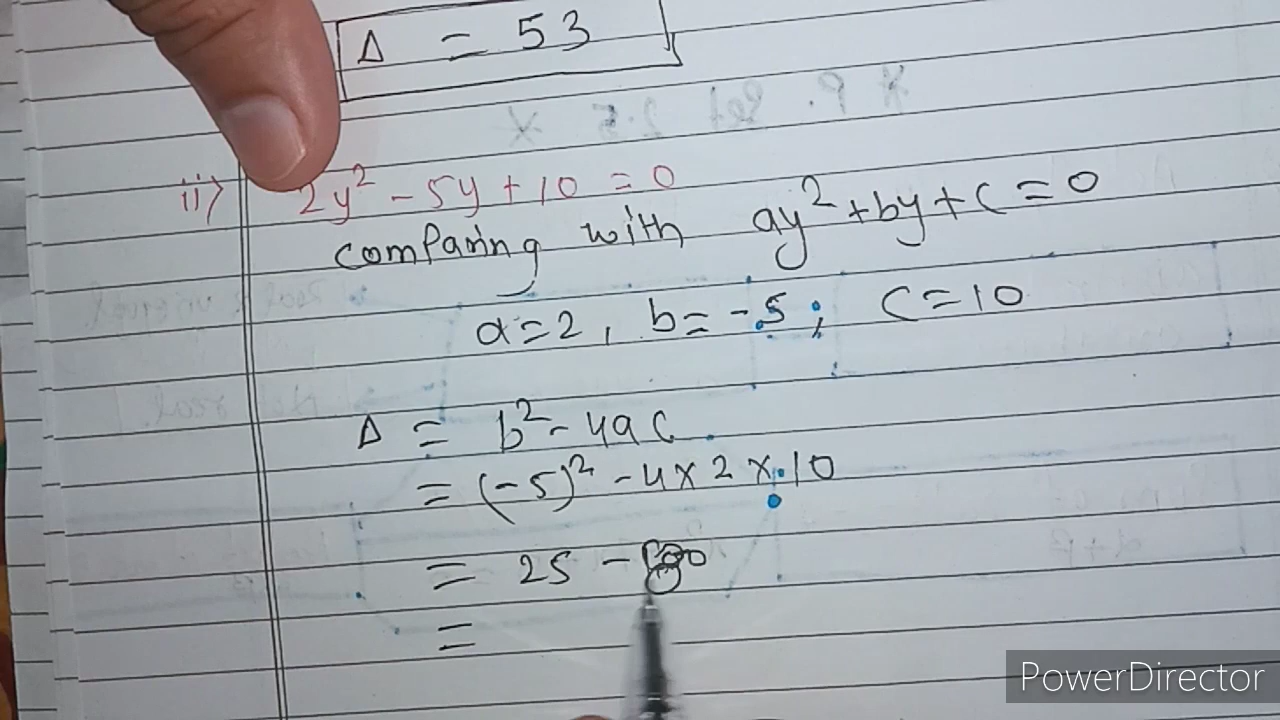 Δ = 53
ii) 2y² - 5y + 10 = 0
comparing with ay² + by + c = 0
a = 2, b = -5; c = 10
Δ = b² - 4ac
= (-5)² - 4 x 2 x 10
= 25 - 80
=
PowerDirector